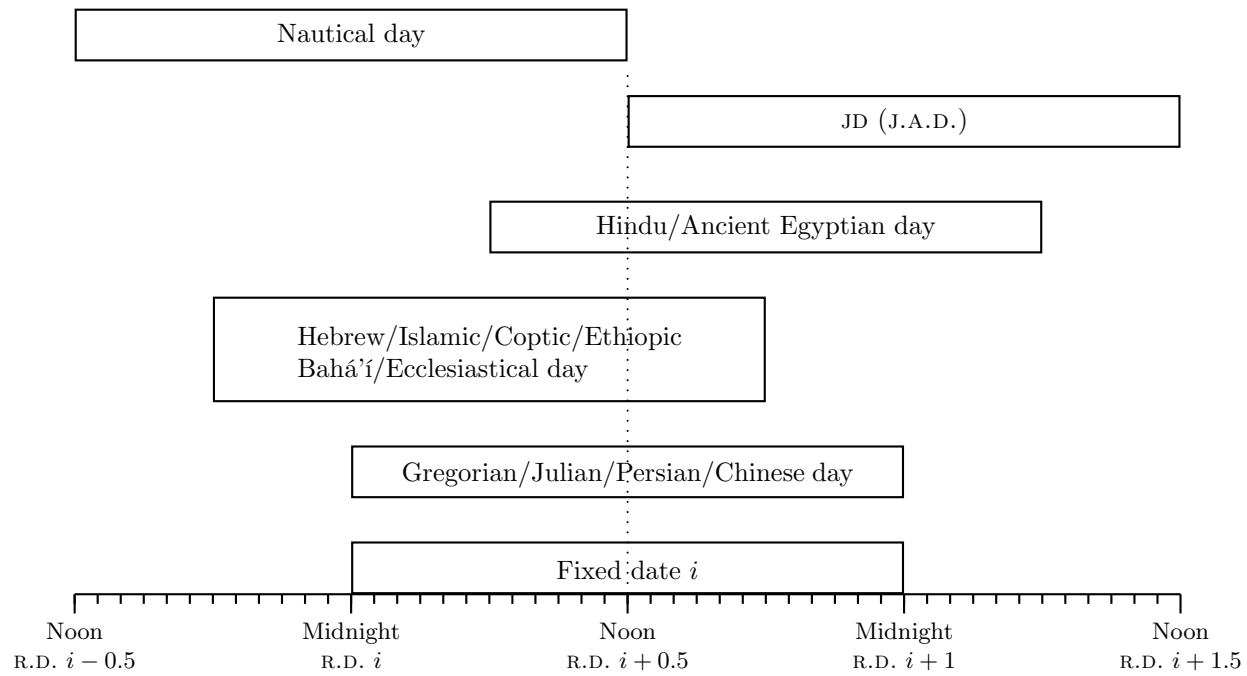 Nautical day
JD (J.A.D.)
Hindu/Ancient Egyptian day
Hebrew/Islamic/Coptic/Ethiopic
Bahá’í/Ecclesiastical day
Gregorian/Julian/Persian/Chinese day
Fixed date i
Noon Midnight Noon Midnight Noon
R.D. i − 0.5 R.D. i R.D. i + 0.5 R.D. i + 1 R.D. i + 1.5